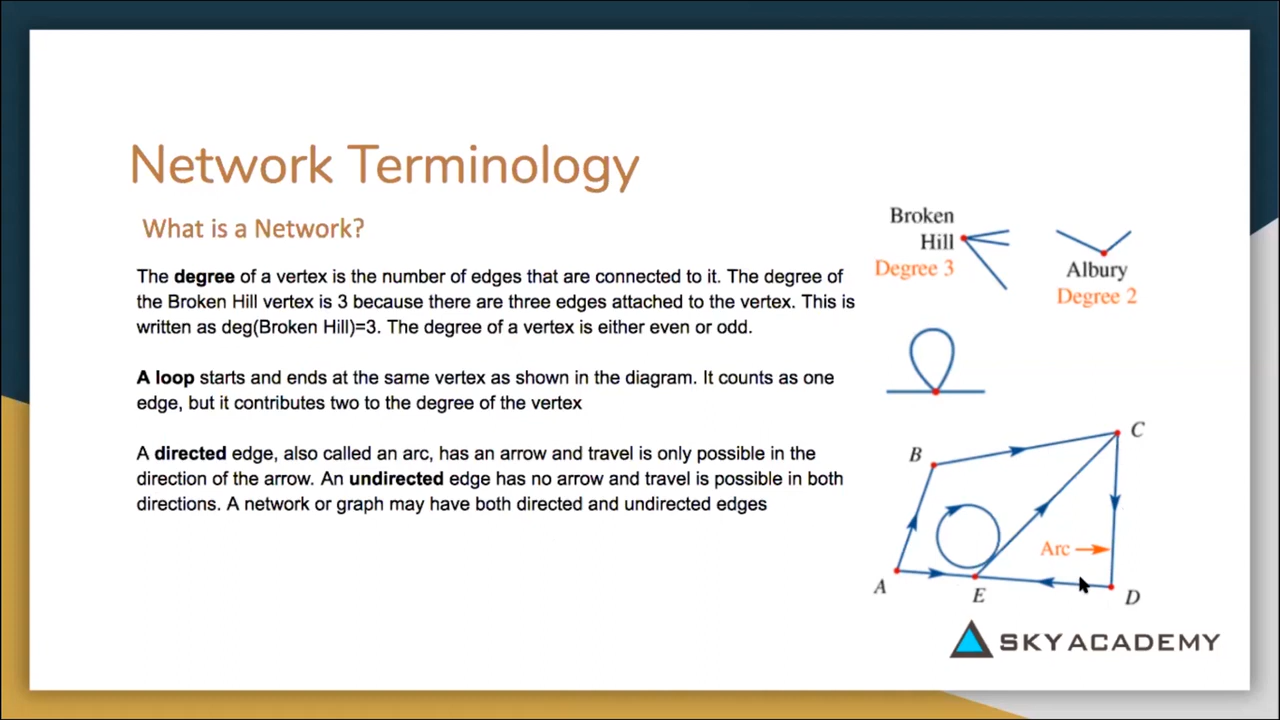 Network Terminology
What is a Network?
The degree of a vertex is the number of edges that are connected to it. The degree of
the Broken Hill vertex is 3 because there are three edges attached to the vertex. This is
written as deg(Broken Hill)=3. The degree of a vertex is either even or odd.
A loop starts and ends at the same vertex as shown in the diagram. It counts as one
edge, but it contributes two to the degree of the vertex
A directed edge, also called an arc, has an arrow and travel is only possible in the
direction of the arrow. An undirected edge has no arrow and travel is possible in both
directions. A network or graph may have both directed and undirected edges
Broken
Hill
Degree 3
Albury
Degree 2
B
C
Arc
A
E
D
SKY ACADEMY